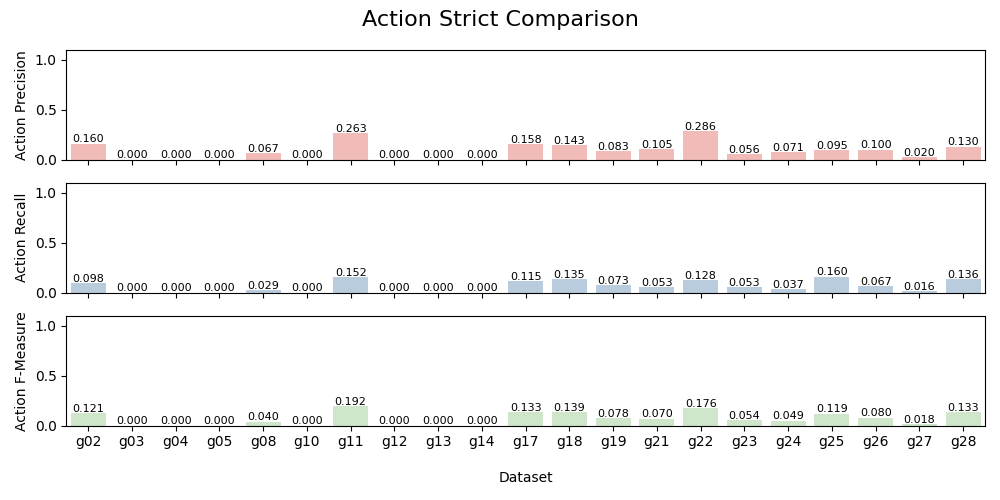 Action Strict Comparison
Action Precision
1.0
0.5
0.0
0.160 0.000 0.000 0.000 0.067 0.000 0.263 0.000 0.000 0.000 0.158 0.143 0.083 0.105 0.286 0.056 0.071 0.095 0.100 0.020 0.130
Action Recall
1.0
0.5
0.0
0.098 0.000 0.000 0.000 0.029 0.000 0.152 0.000 0.000 0.000 0.115 0.135 0.073 0.053 0.128 0.053 0.037 0.160 0.067 0.016 0.136
Action F-Measure
1.0
0.5
0.0
0.121 0.000 0.000 0.000 0.040 0.000 0.192 0.000 0.000 0.000 0.133 0.139 0.078 0.070 0.176 0.054 0.049 0.119 0.080 0.018 0.133
g02 g03 g04 g05 g08 g10 g11 g12 g13 g14 g17 g18 g19 g21 g22 g23 g24 g25 g26 g27 g28
Dataset